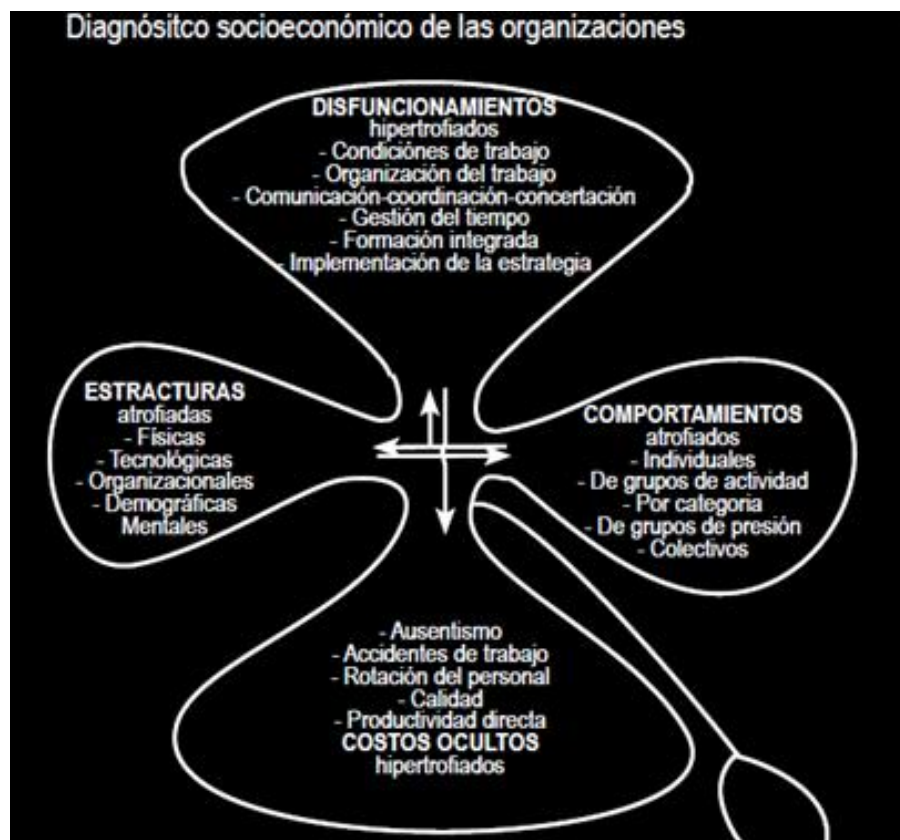 Diagnósitco socioeconómico de las organizaciones
DISFUNCIONAMIENTOS
hipertrofiados
- Condiciónes de trabajo
- Organización del trabajo
- Comunicación-coordinación-concertación
- Gestión del tiempo
- Formación integrada
- Implementación de la estrategia
ESTRACTURAS
atrofiadas
- Físicas
- Tecnológicas
- Organizacionales
- Demográficas
Mentales
COMPORTAMIENTOS
atrofiados
- Individuales
- De grupos de actividad
- Por categoria
- De grupos de presión
- Colectivos
- Ausentismo
- Accidentes de trabajo
- Rotación del personal
- Calidad
- Productividad directa
COSTOS OCULTOS
hipertrofiados